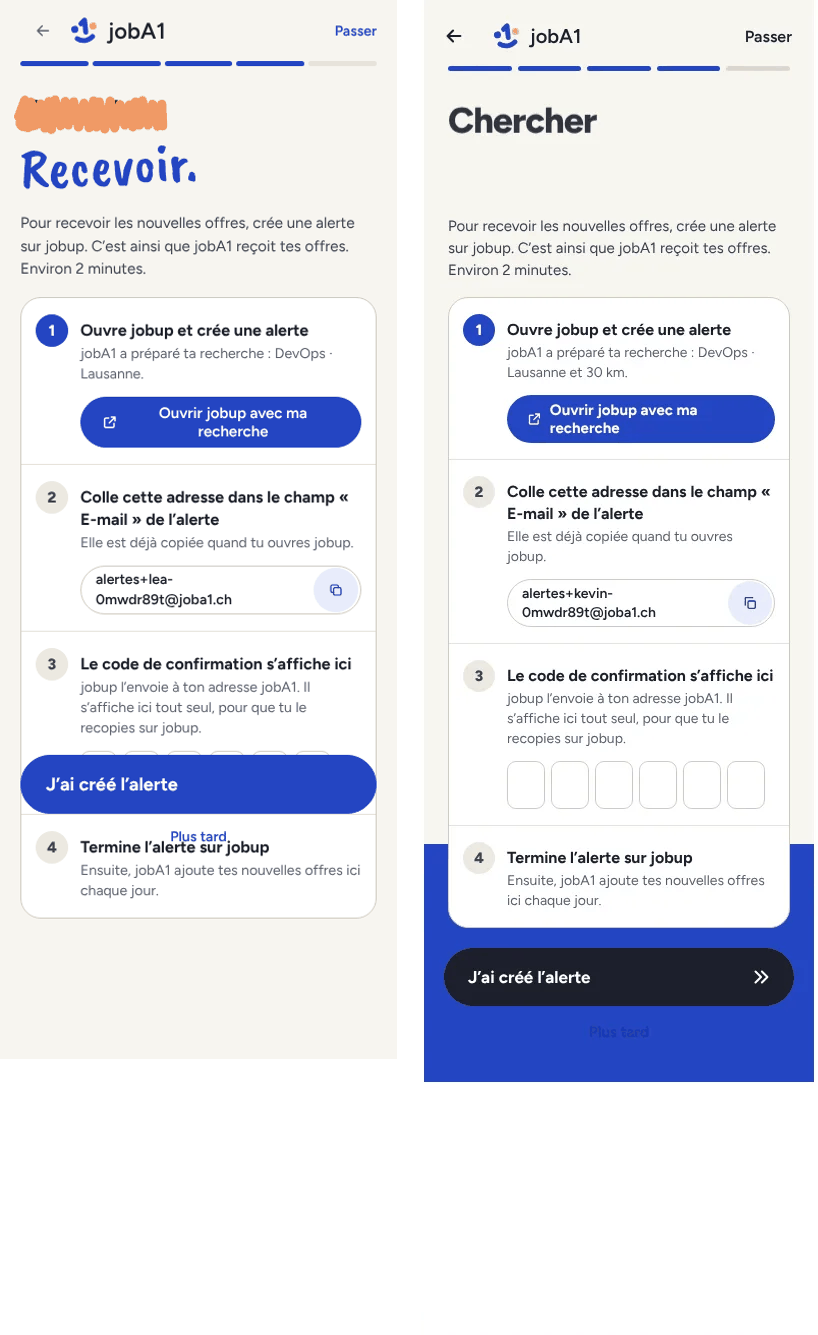 jobA1
Passer
Recevoir.
Pour recevoir les nouvelles offres, crée une alerte
sur jobup. C’est ainsi que jobA1 reçoit tes offres.
Environ 2 minutes.
1
Ouvre jobup et crée une alerte
jobA1 a préparé ta recherche : DevOps ·
Lausanne.
Ouvrir jobup avec ma
recherche
2
Colle cette adresse dans le champ «
E-mail » de l’alerte
Elle est déjà copiée quand tu ouvres jobup.
alertes+lea-
0mwdr89t@joba1.ch
3
Le code de confirmation s’affiche ici
jobup l’envoie à ton adresse jobA1. Il
s’affiche ici tout seul, pour que tu le
recopies sur jobup.
J’ai créé l’alerte
Plus tard
4
Termine l’alerte sur jobup
Ensuite, jobA1 ajoute tes nouvelles offres ici
chaque jour.
jobA1
Passer
Chercher
Pour recevoir les nouvelles offres, crée une alerte
sur jobup. C’est ainsi que jobA1 reçoit tes offres.
Environ 2 minutes.
1
Ouvre jobup et crée une alerte
jobA1 a préparé ta recherche : DevOps ·
Lausanne et 30 km.
Ouvrir jobup avec ma
recherche
2
Colle cette adresse dans le champ «
E-mail » de l’alerte
Elle est déjà copiée quand tu ouvres
jobup.
alertes+kevin-
0mwdr89t@joba1.ch
3
Le code de confirmation s’affiche ici
jobup l’envoie à ton adresse jobA1. Il
s’affiche ici tout seul, pour que tu le
recopies sur jobup.
4
Termine l’alerte sur jobup
Ensuite, jobA1 ajoute tes nouvelles offres
ici chaque jour.
J’ai créé l’alerte
Plus tard